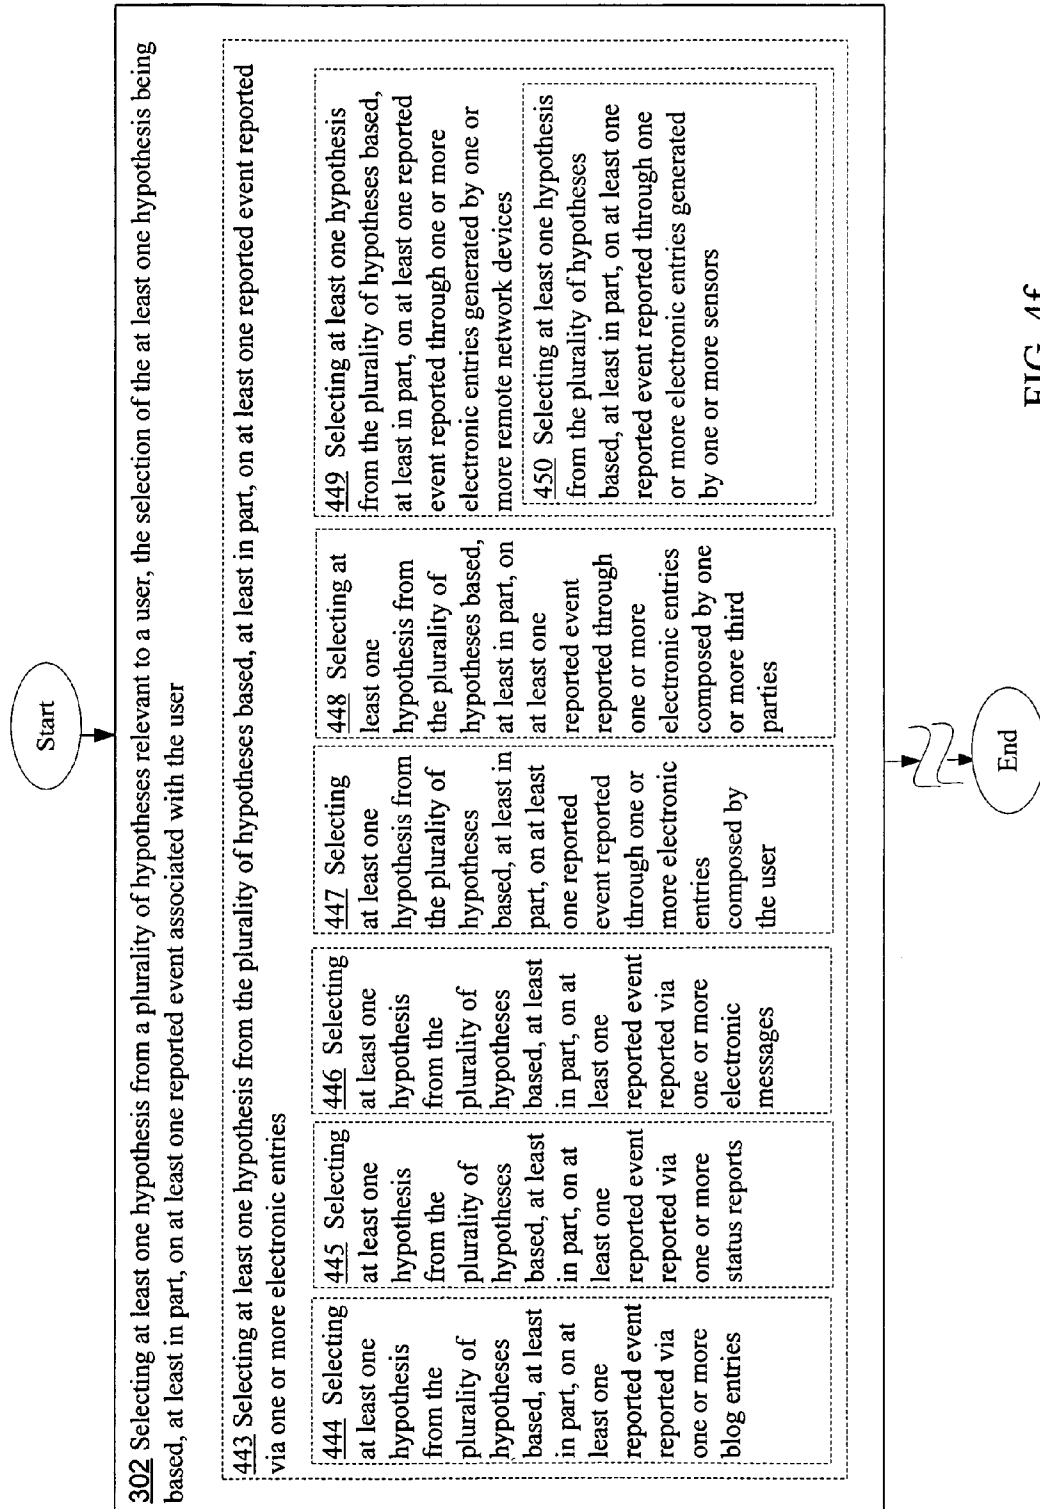 Start
302 Selecting at least one hypothesis from a plurality of hypotheses relevant to a user, the selection of the at least one hypothesis being
based, at least in part, on at least one reported event associated with the user
443 Selecting at least one hypothesis from the plurality of hypotheses based, at least in part, on at least one reported event reported
via one or more electronic entries
444 Selecting
at least one
hypothesis
from the
plurality of
hypotheses
based, at least
in part, on at
least one
reported event
reported via
one or more
blog entries
445 Selecting
at least one
hypothesis
from the
plurality of
hypotheses
based, at least
in part, on at
least one
reported event
reported via
one or more
status reports
446 Selecting
at least one
hypothesis
from the
plurality of
hypotheses
based, at least
in part, on at
least one
reported event
reported via
one or more
electronic
messages
447 Selecting
at least one
hypothesis from
the plurality of
hypotheses
based, at least in
part, on at least
one reported
event reported
through one or
more electronic
entries
composed by
the user
448 Selecting at
least one
hypothesis from
the plurality of
hypotheses based,
at least in part, on
at least one
reported event
reported through
one or more
electronic entries
composed by one
or more third
parties
449 Selecting at least one hypothesis
from the plurality of hypotheses based,
at least in part, on at least one reported
event reported through one or more
electronic entries generated by one or
more remote network devices
450 Selecting at least one hypothesis
from the plurality of hypotheses
based, at least in part, on at least one
reported event reported through one
or more electronic entries generated
by one or more sensors
End
FIG. 4f